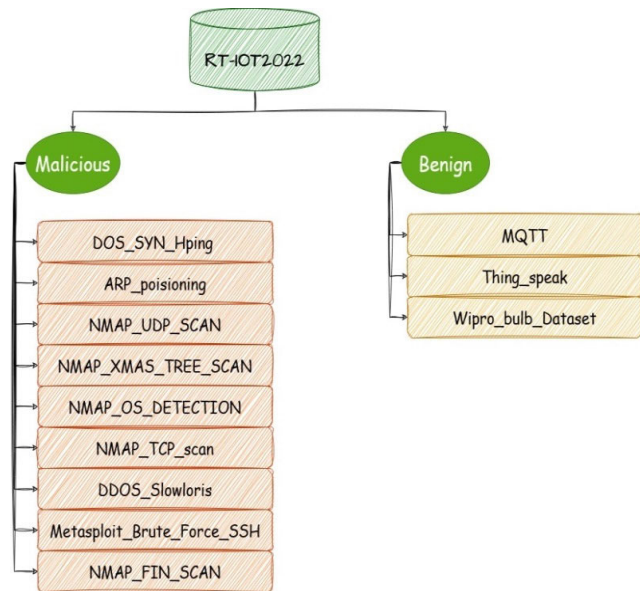 RT-IOT2022
Malicious
Benign
DOS_SYN_Hping
ARP_poisioning
NMAP_UDP_SCAN
NMAP_XMAS_TREE_SCAN
NMAP_OS_DETECTION
NMAP_TCP_scan
DDOS_Slowloris
Metasploit_Brute_Force_SSH
NMAP_FIN_SCAN
MQTT
Thing_speak
Wipro_bulb_Dataset